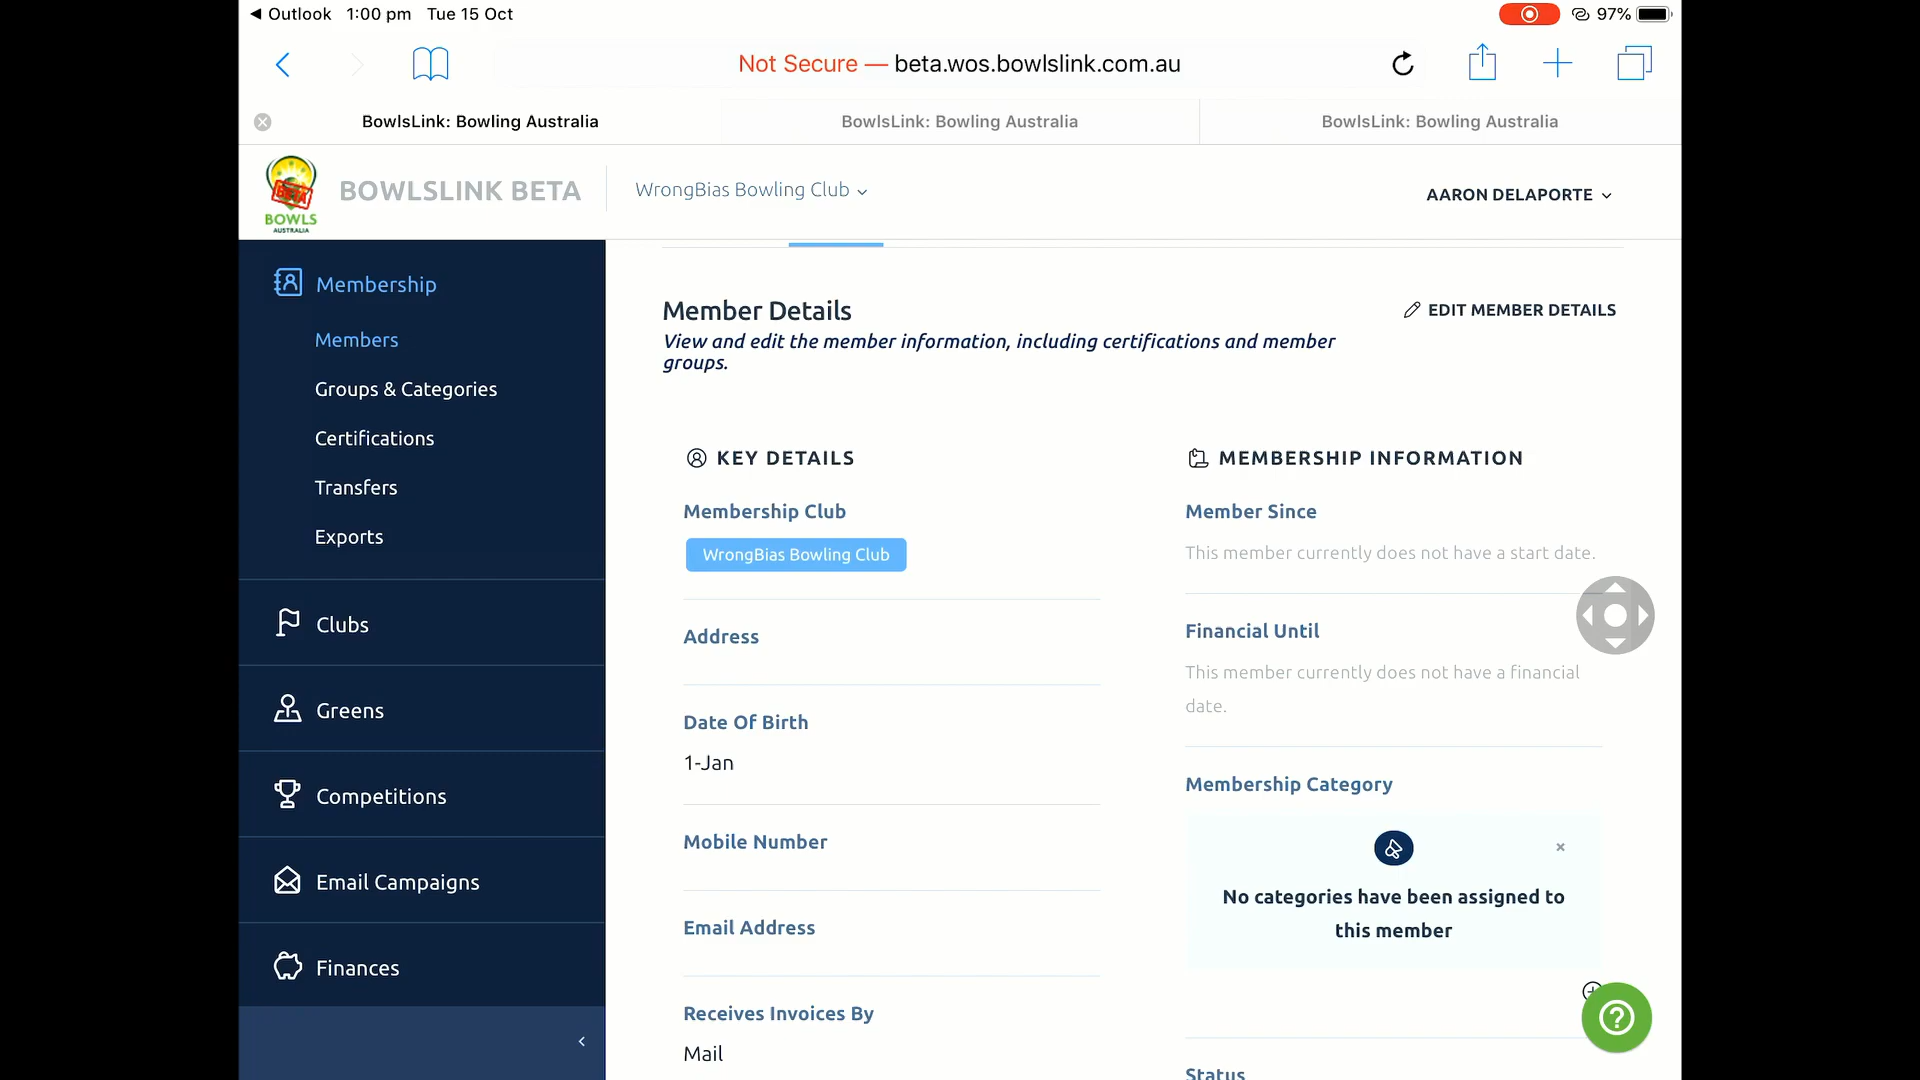 Outlook 1:00 pm Tue 15 Oct
97%
Not Secure — beta.wos.bowlslink.com.au
BowlsLink: Bowling Australia
BowlsLink: Bowling Australia
BowlsLink: Bowling Australia
BETA
BOWLS
AUSTRALIA
BOWLSLINK BETA
WrongBias Bowling Club
AARON DELAPORTE
Membership
Members
Groups & Categories
Certifications
Transfers
Exports
Clubs
Greens
Competitions
Email Campaigns
Finances
Member Details
EDIT MEMBER DETAILS
View and edit the member information, including certifications and member
groups.
KEY DETAILS
Membership Club
WrongBias Bowling Club
Address
Date Of Birth
1-Jan
Mobile Number
Email Address
Receives Invoices By
Mail
MEMBERSHIP INFORMATION
Member Since
This member currently does not have a start date.
Financial Until
This member currently does not have a financial
date.
Membership Category
No categories have been assigned to
this member
Status